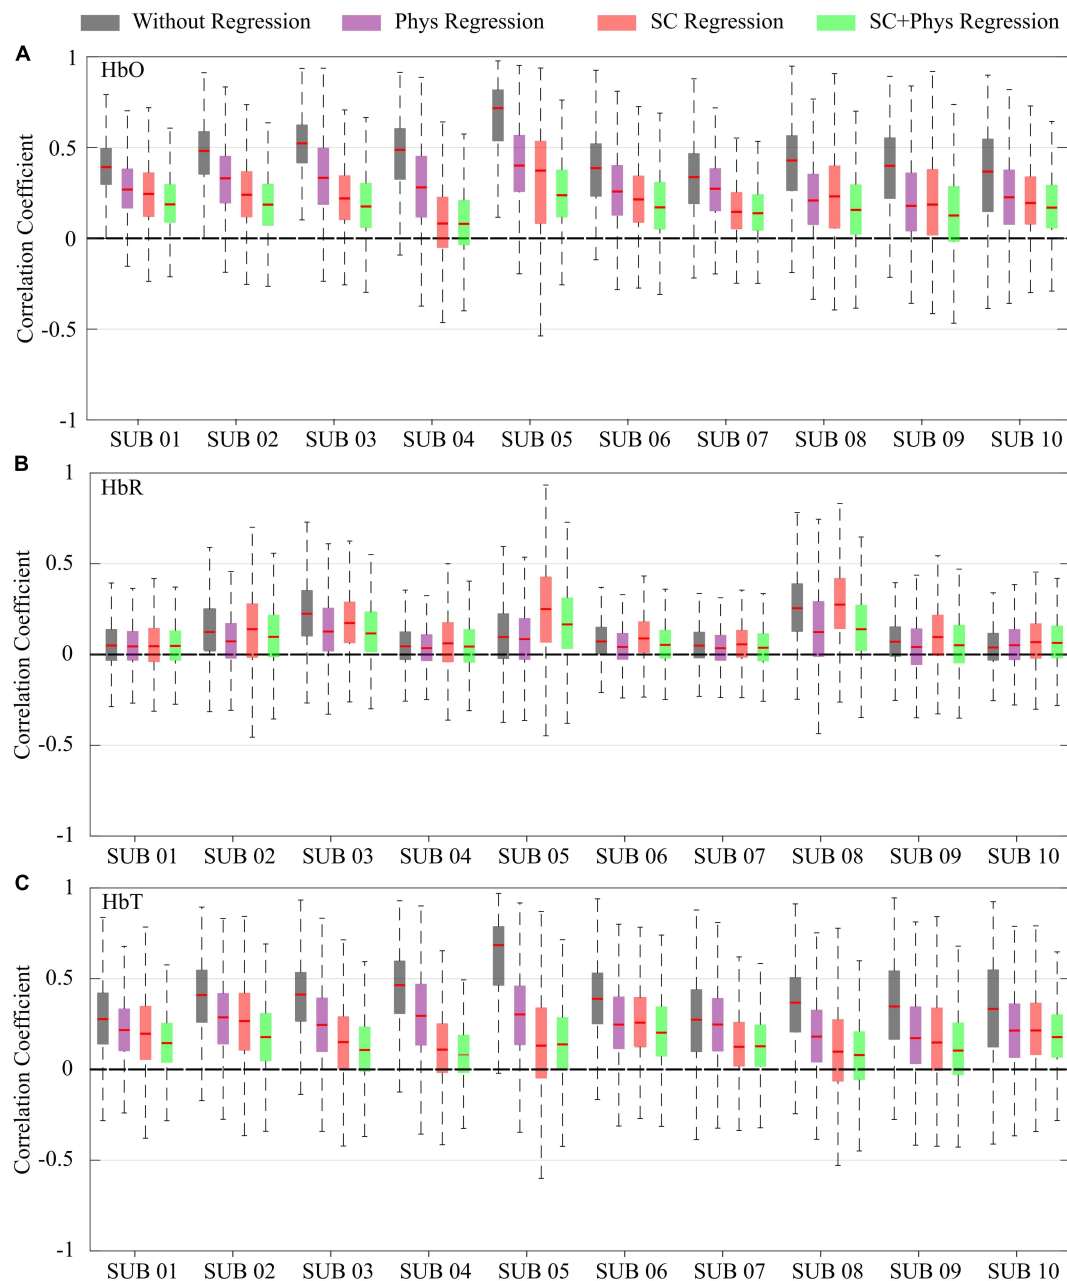 Without Regression Phys Regression SC Regression SC+Phys Regression
A
HbO
Correlation Coefficient
1
0.5
0
-0.5
-1
SUB 01 SUB 02 SUB 03 SUB 04 SUB 05 SUB 06 SUB 07 SUB 08 SUB 09 SUB 10
B
HbR
Correlation Coefficient
1
0.5
0
-0.5
-1
SUB 01 SUB 02 SUB 03 SUB 04 SUB 05 SUB 06 SUB 07 SUB 08 SUB 09 SUB 10
C
HbT
Correlation Coefficient
1
0.5
0
-0.5
-1
SUB 01 SUB 02 SUB 03 SUB 04 SUB 05 SUB 06 SUB 07 SUB 08 SUB 09 SUB 10